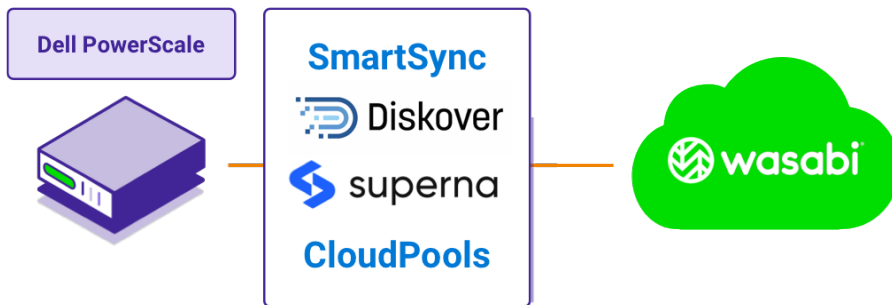 Dell PowerScale
SmartSync
Diskover
superna
CloudPools
wasabi